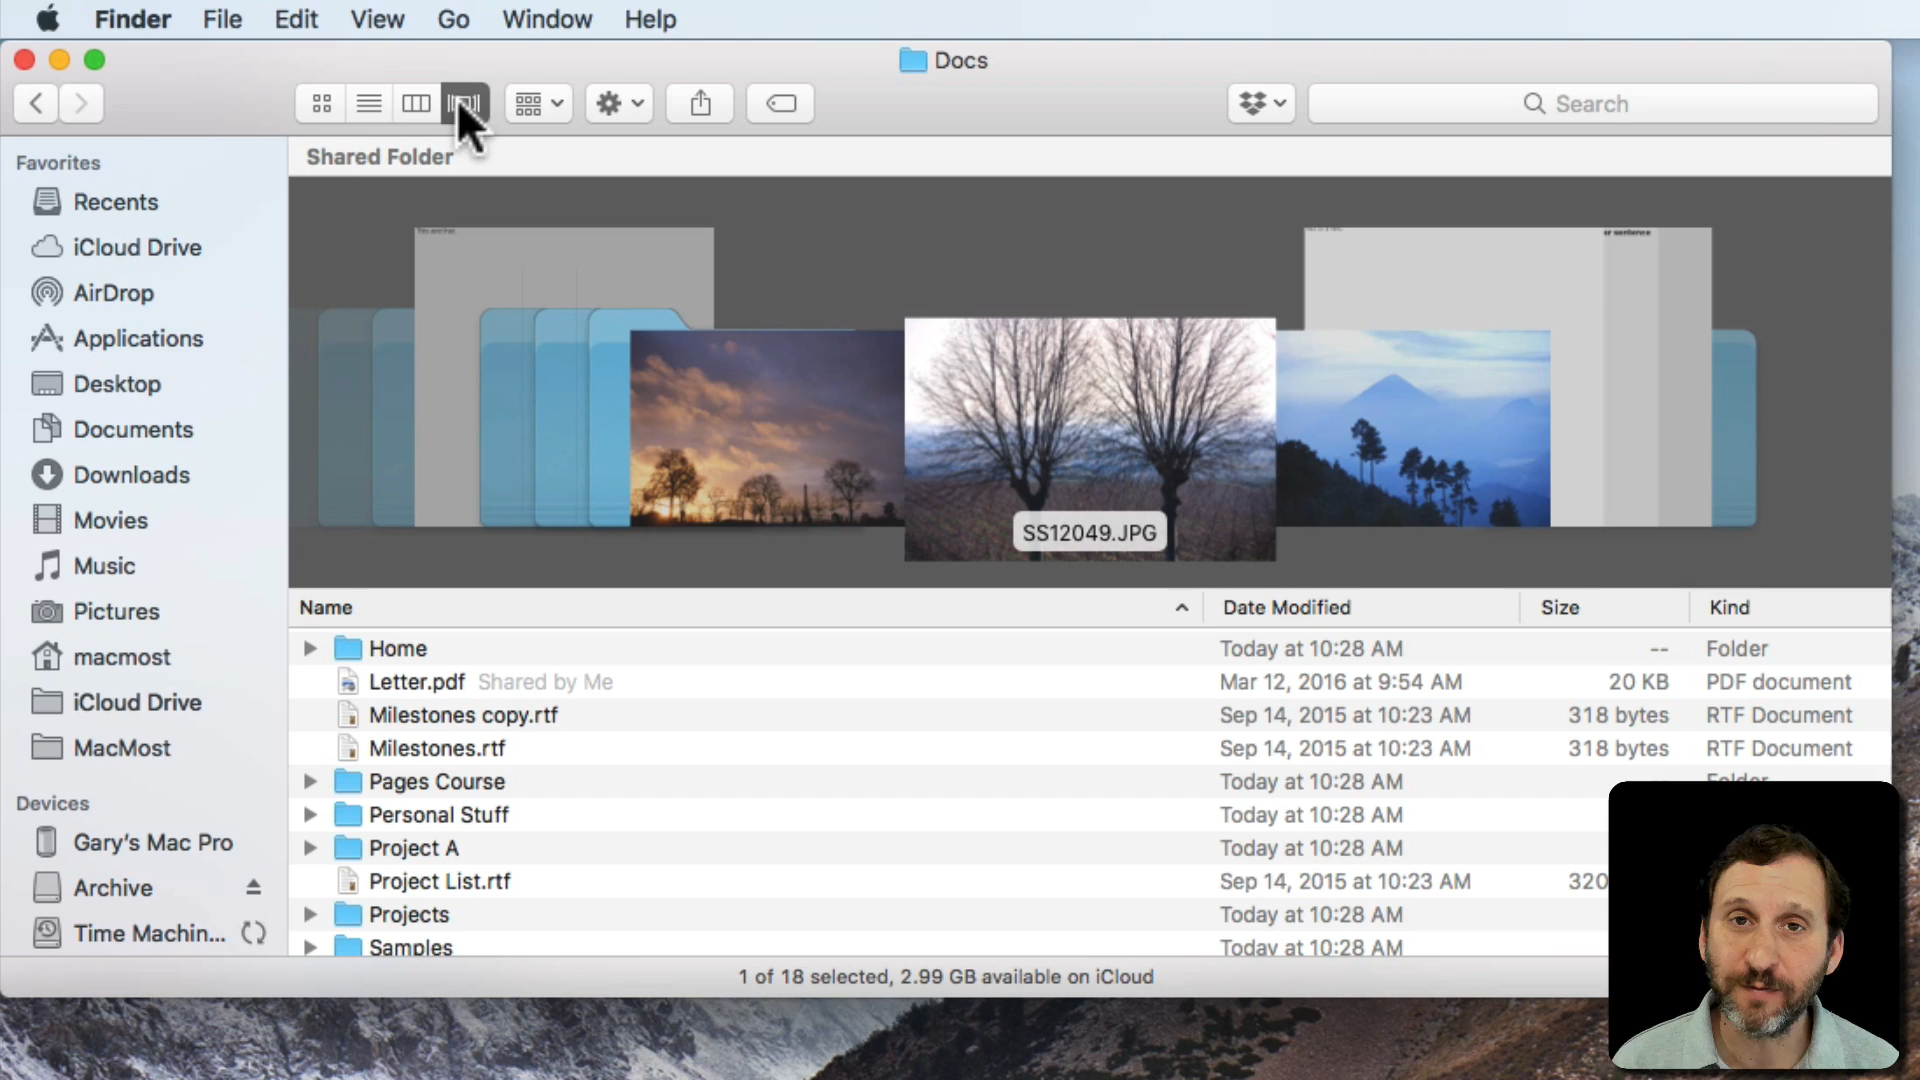 Finder File Edit View Go Window Help
Docs
Search
Shared Folder
Favorites
Recents
iCloud Drive
AirDrop
Applications
Desktop
Documents
Downloads
Movies
Music
Pictures
macmost
iCloud Drive
MacMost
Devices
Gary's Mac Pro
Archive
Time Machin...
or sentence
SS12049.JPG
Name Date Modified Size Kind
Home Today at 10:28 AM -- Folder
Letter.pdf Shared by Me Mar 12, 2016 at 9:54 AM 20 KB PDF document
Milestones copy.rtf Sep 14, 2015 at 10:23 AM 318 bytes RTF Document
Milestones.rtf Sep 14, 2015 at 10:23 AM 318 bytes RTF Document
Pages Course Today at 10:28 AM Folder
Personal Stuff Today at 10:28 AM
Project A Today at 10:28 AM
Project List.rtf Sep 14, 2015 at 10:23 AM 320
Projects Today at 10:28 AM
Samples Today at 10:28 AM
1 of 18 selected, 2.99 GB available on iCloud